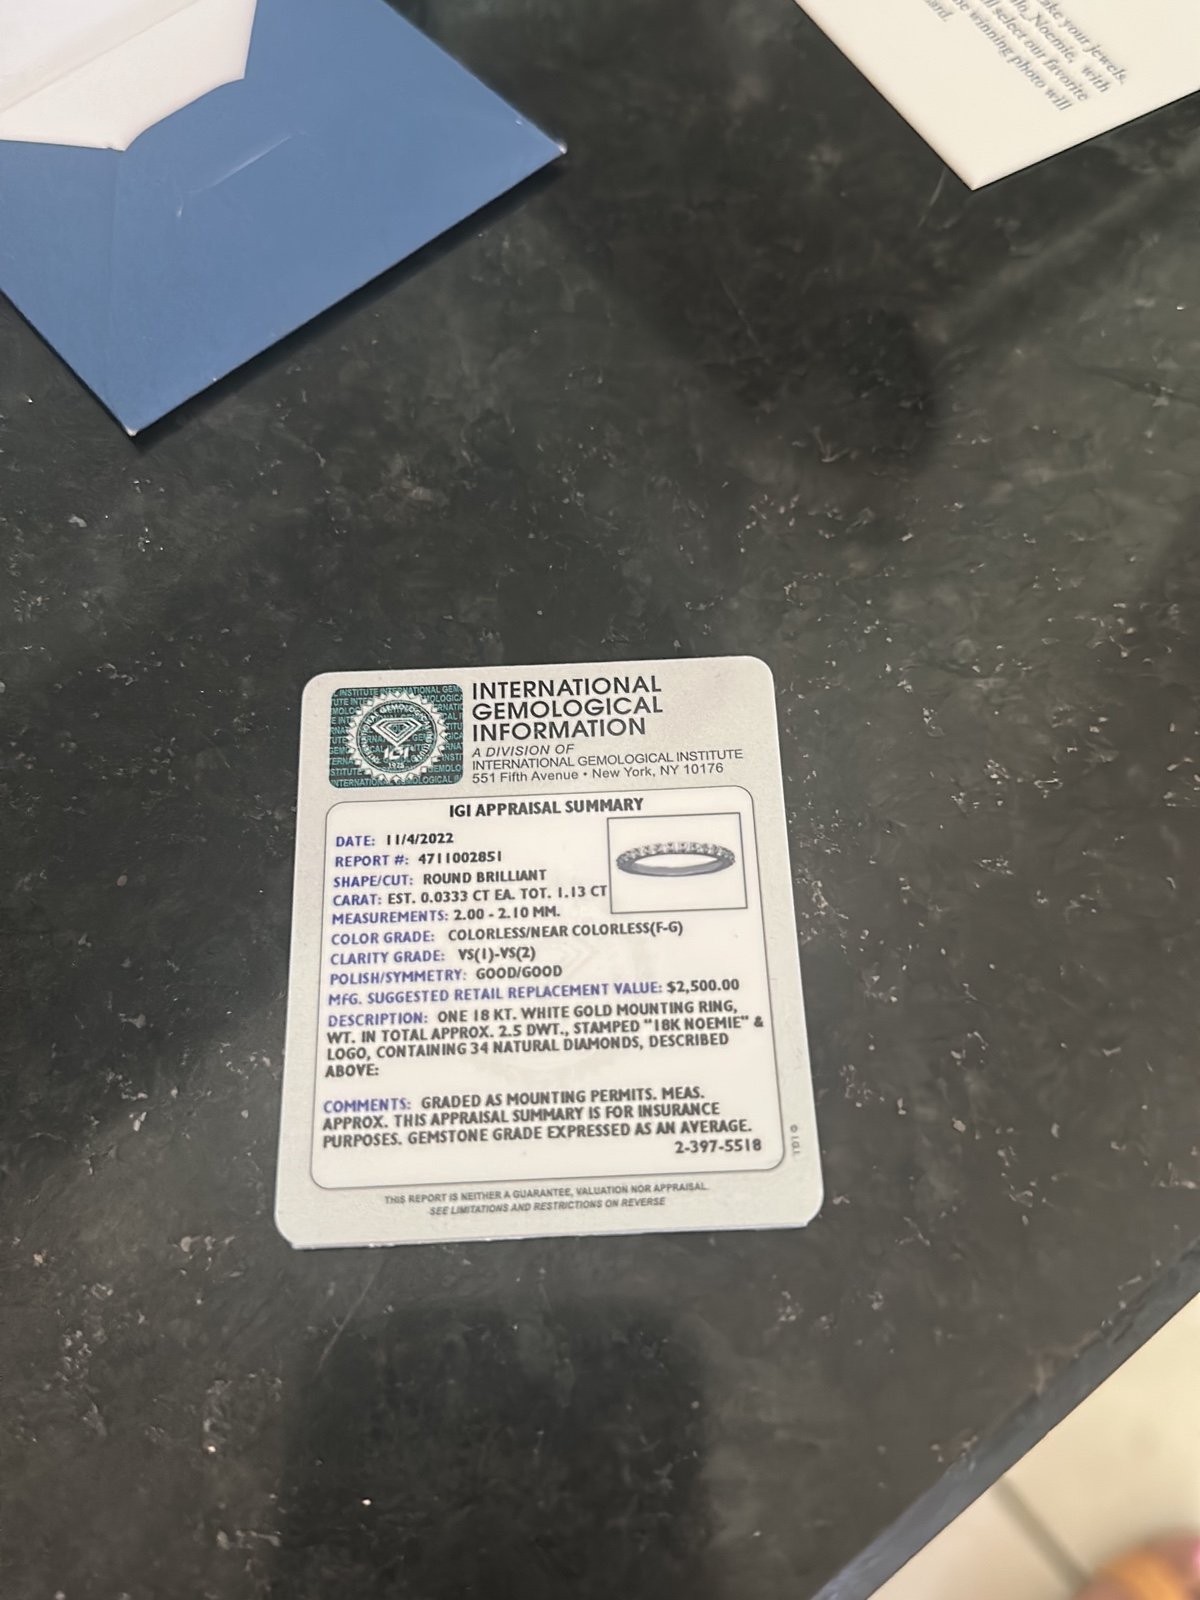 ake your jewels.
llo_Noemie, with
ll select our favorite
he winning photo will
ard.
INTERNATIONAL
GEMOLOGICAL
INFORMATION
A DIVISION OF
INTERNATIONAL GEMOLOGICAL INSTITUTE
551 Fifth Avenue • New York, NY 10176
IGI
1975
IGI APPRAISAL SUMMARY
DATE: 11/4/2022
REPORT #: 4711002851
SHAPE/CUT: ROUND BRILLIANT
CARAT: EST. 0.0333 CT EA. TOT. 1.13 CT
MEASUREMENTS: 2.00 - 2.10 MM.
COLOR GRADE: COLORLESS/NEAR COLORLESS(F-G)
CLARITY GRADE: VS(1)-VS(2)
POLISH/SYMMETRY: GOOD/GOOD
MFG. SUGGESTED RETAIL REPLACEMENT VALUE: $2,500.00
DESCRIPTION: ONE 18 KT. WHITE GOLD MOUNTING RING,
WT. IN TOTAL APPROX. 2.5 DWT., STAMPED "18K NOEMIE" &
LOGO, CONTAINING 34 NATURAL DIAMONDS, DESCRIBED
ABOVE:
COMMENTS: GRADED AS MOUNTING PERMITS. MEAS.
APPROX. THIS APPRAISAL SUMMARY IS FOR INSURANCE
PURPOSES. GEMSTONE GRADE EXPRESSED AS AN AVERAGE.
2-397-5518
© I.G.I.
THIS REPORT IS NEITHER A GUARANTEE, VALUATION NOR APPRAISAL.
SEE LIMITATIONS AND RESTRICTIONS ON REVERSE